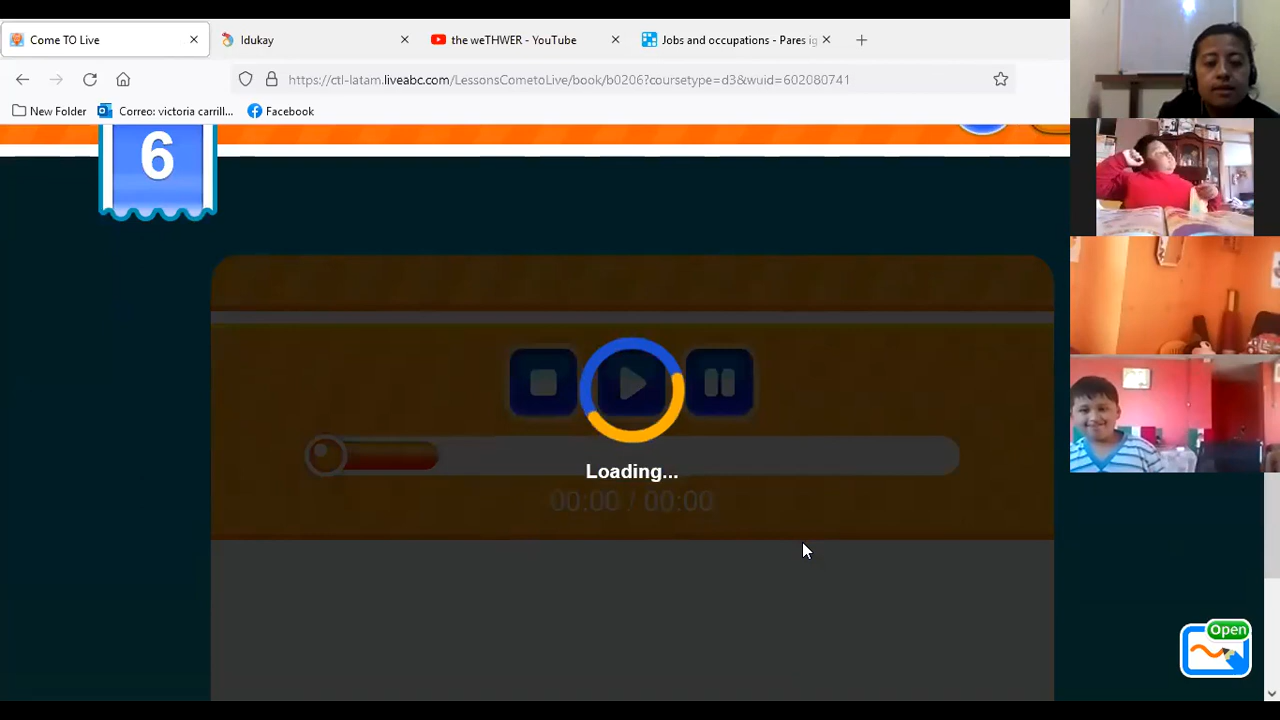 Come TO Live
Idukay
the weTHWER - YouTube
Jobs and occupations - Pares ig
https://ctl-latam.liveabc.com/LessonsCometoLive/book/b0206?coursetype=d3&wuid=602080741
New Folder
Correo: victoria carrill...
Facebook
6
Loading...
00:00 / 00:00
Open